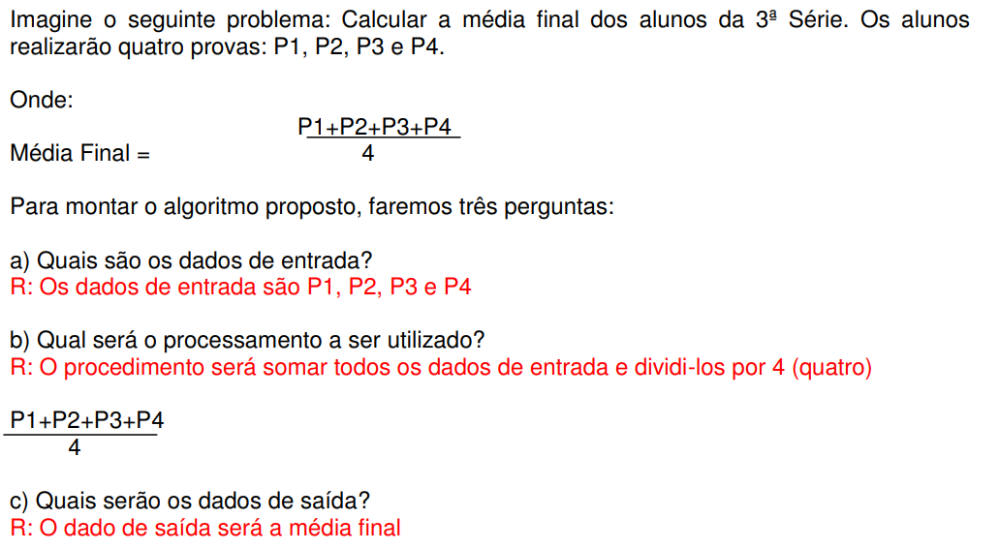 Imagine o seguinte problema: Calcular a média final dos alunos da 3ª Série. Os alunos
realizarão quatro provas: P1, P2, P3 e P4.
Onde:
P1+P2+P3+P4
Média Final = 4
Para montar o algoritmo proposto, faremos três perguntas:
a) Quais são os dados de entrada?
R: Os dados de entrada são P1, P2, P3 e P4
b) Qual será o processamento a ser utilizado?
R: O procedimento será somar todos os dados de entrada e dividi-los por 4 (quatro)
P1+P2+P3+P4
4
c) Quais serão os dados de saída?
R: O dado de saída será a média final